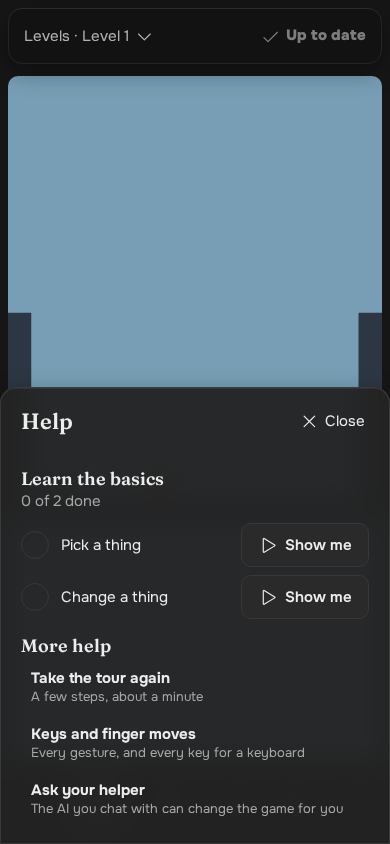 Levels · Level 1
Up to date
Help
Close
Learn the basics
0 of 2 done
Pick a thing
Show me
Change a thing
Show me
More help
Take the tour again
A few steps, about a minute
Keys and finger moves
Every gesture, and every key for a keyboard
Ask your helper
The AI you chat with can change the game for you